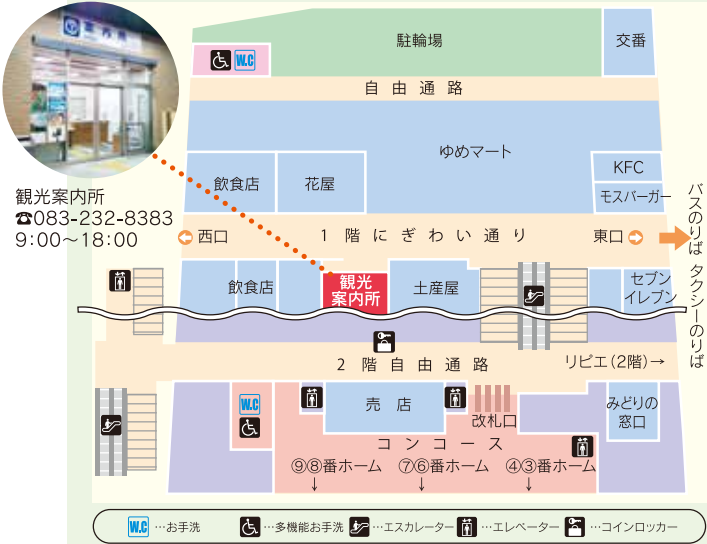 案内所
駐輪場
交番
W.C
自由通路
ゆめマート
飲食店
花屋
KFC
モスバーガー
観光案内所
☎083-232-8383
9:00〜18:00
西口
1階にぎわい通り
東口
バスのりば タクシーのりば
飲食店
観光
案内所
土産屋
セブン
イレブン
2階自由通路
リピエ(2階)→
W.C
売店
改札口
みどりの
窓口
コンコース
⑨⑧番ホーム
⑦⑥番ホーム
④③番ホーム
W.C…お手洗
…多機能お手洗
…エスカレーター
…エレベーター
…コインロッカー